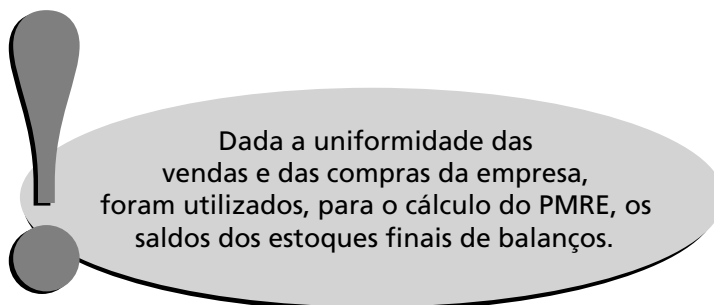 Dada a uniformidade das
vendas e das compras da empresa,
foram utilizados, para o cálculo do PMRE, os
saldos dos estoques finais de balanços.